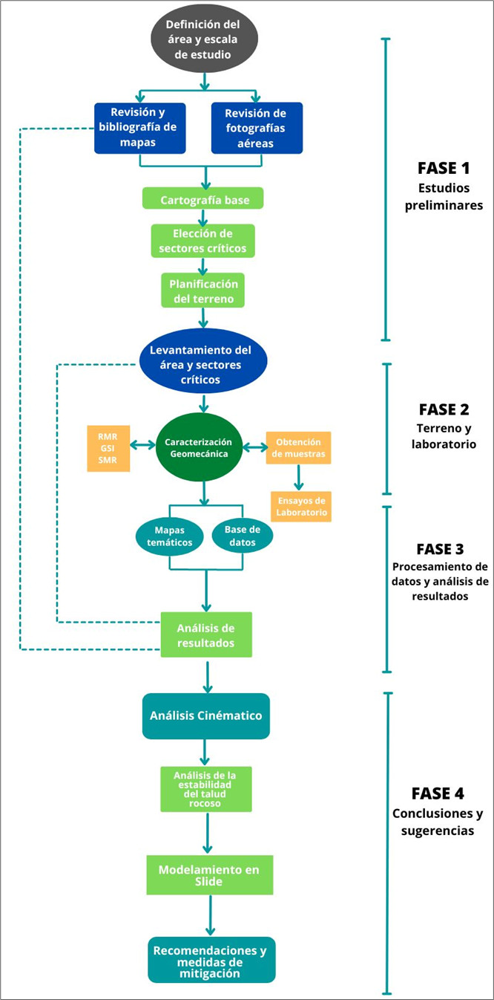 Definición del
área y escala
de estudio
Revisión y
bibliografía de
mapas
Revisión de
fotografías
aéreas
FASE 1
Estudios
preliminares
Cartografía base
Elección de
sectores críticos
Planificación
del terreno
Levantamiento del
área y sectores
críticos
FASE 2
Terreno y
laboratorio
RMR
GSI
SMR
Caracterización
Geomecánica
Obtención
de muestras
Ensayos de
Laboratorio
Mapas
temáticos
Base de
datos
FASE 3
Procesamiento de
datos y análisis de
resultados
Análisis de
resultados
Análisis Cinématico
Análisis de la
estabilidad
del talud
rocoso
FASE 4
Conclusiones y
sugerencias
Modelamiento en
Slide
Recomendaciones y
medidas de
mitigación